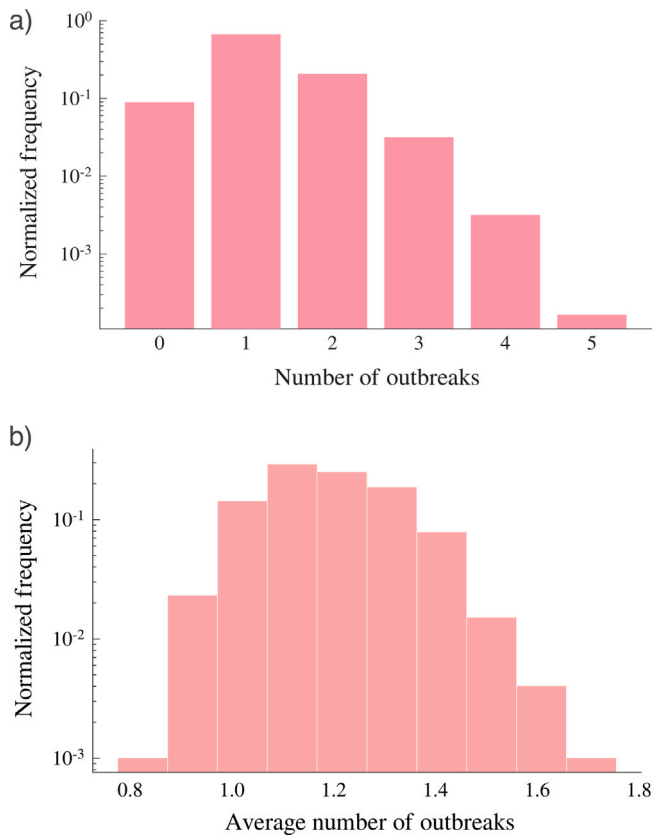 a)
Normalized frequency
10⁰
10⁻¹
10⁻²
10⁻³
0 1 2 3 4 5
Number of outbreaks
b)
Normalized frequency
10⁻¹
10⁻²
10⁻³
0.8 1.0 1.2 1.4 1.6 1.8
Average number of outbreaks